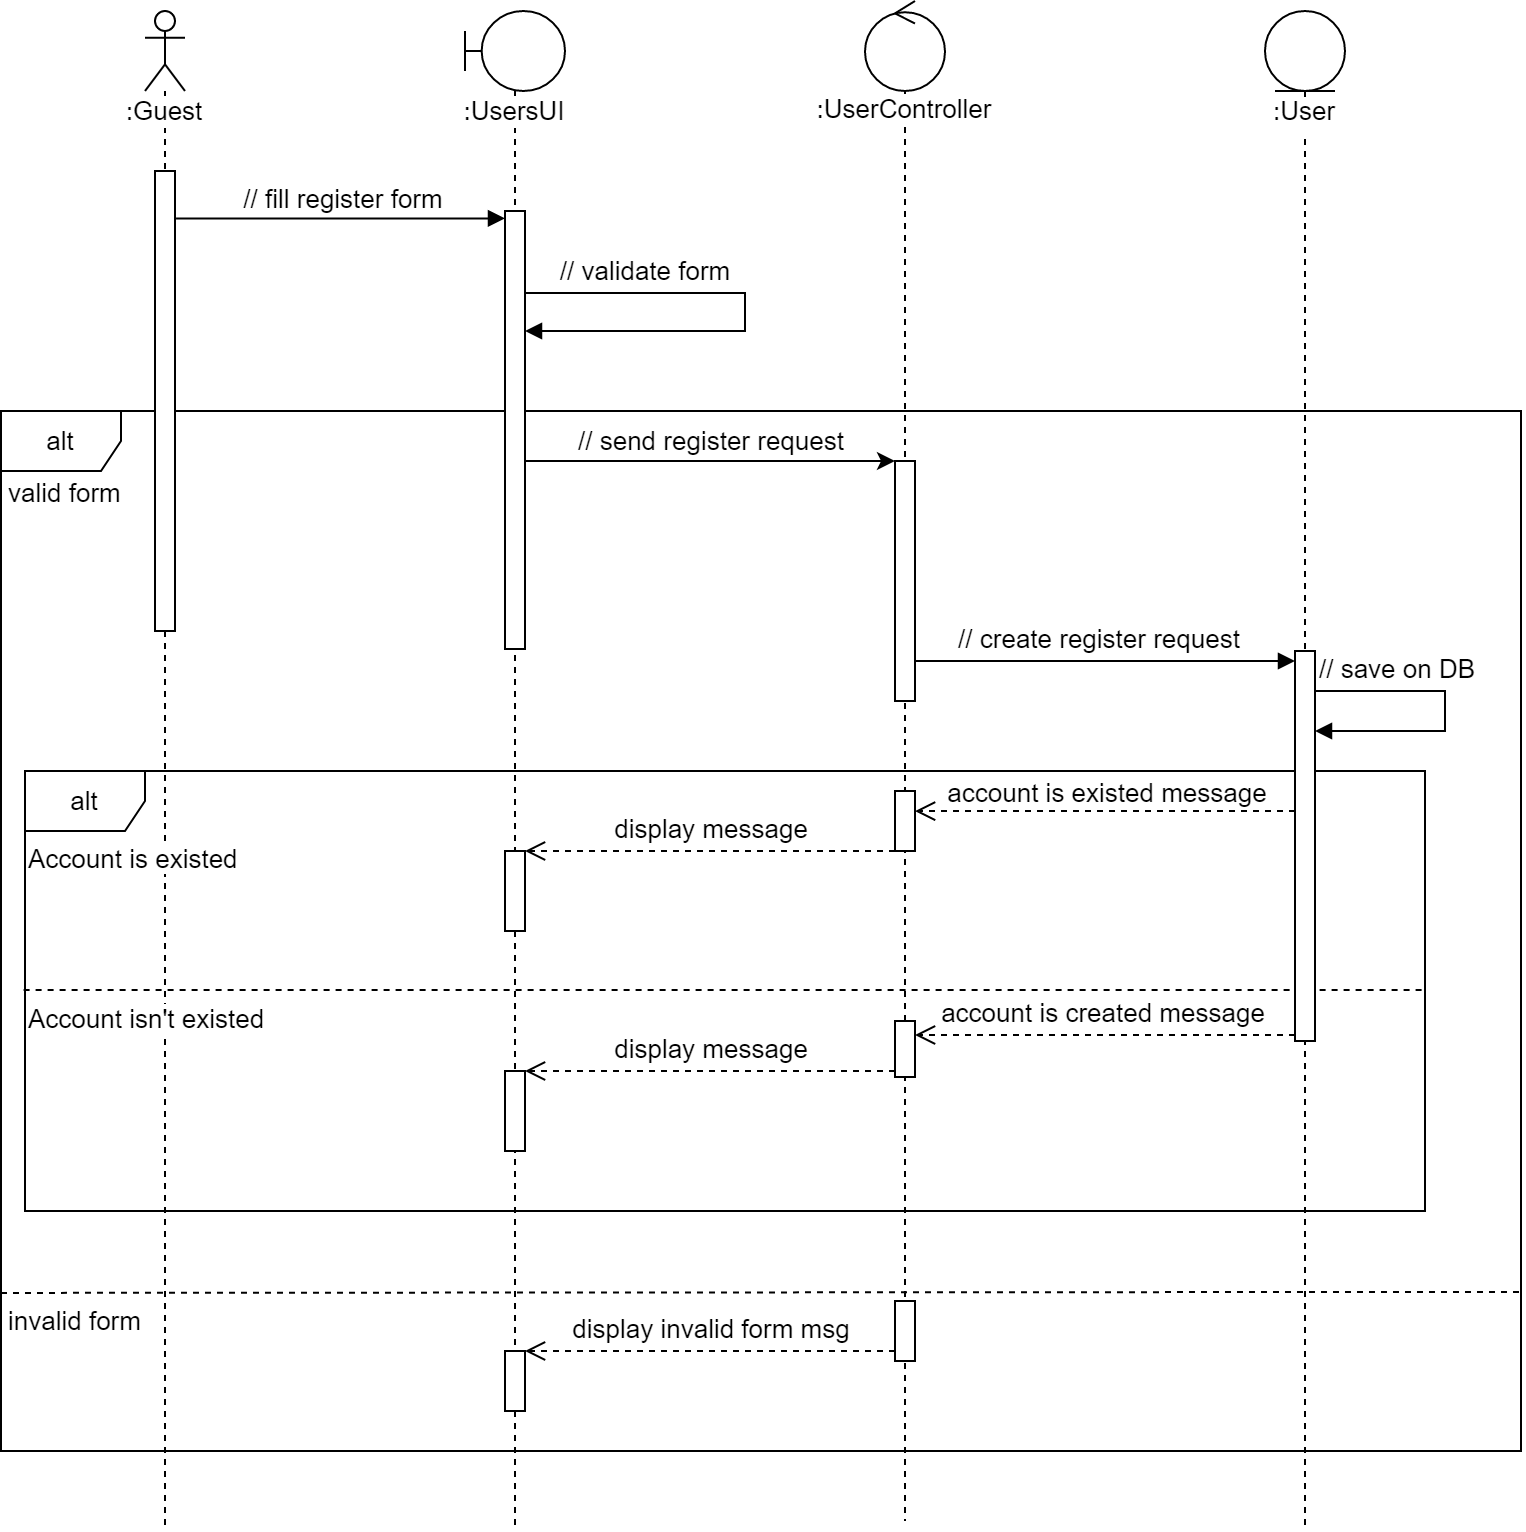 :Guest
:UsersUI
:UserController
:User
// fill register form
// validate form
alt
// send register request
valid form
// create register request
// save on DB
alt
account is existed message
display message
Account is existed
account is created message
Account isn't existed
display message
invalid form
display invalid form msg